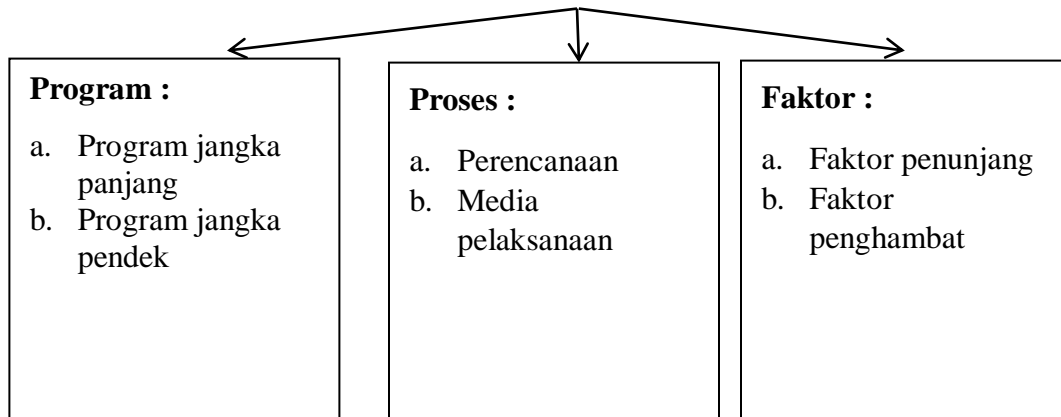 Program :
a. Program jangka
panjang
b. Program jangka
pendek
Proses :
a. Perencanaan
b. Media
pelaksanaan
Faktor :
a. Faktor penunjang
b. Faktor
penghambat